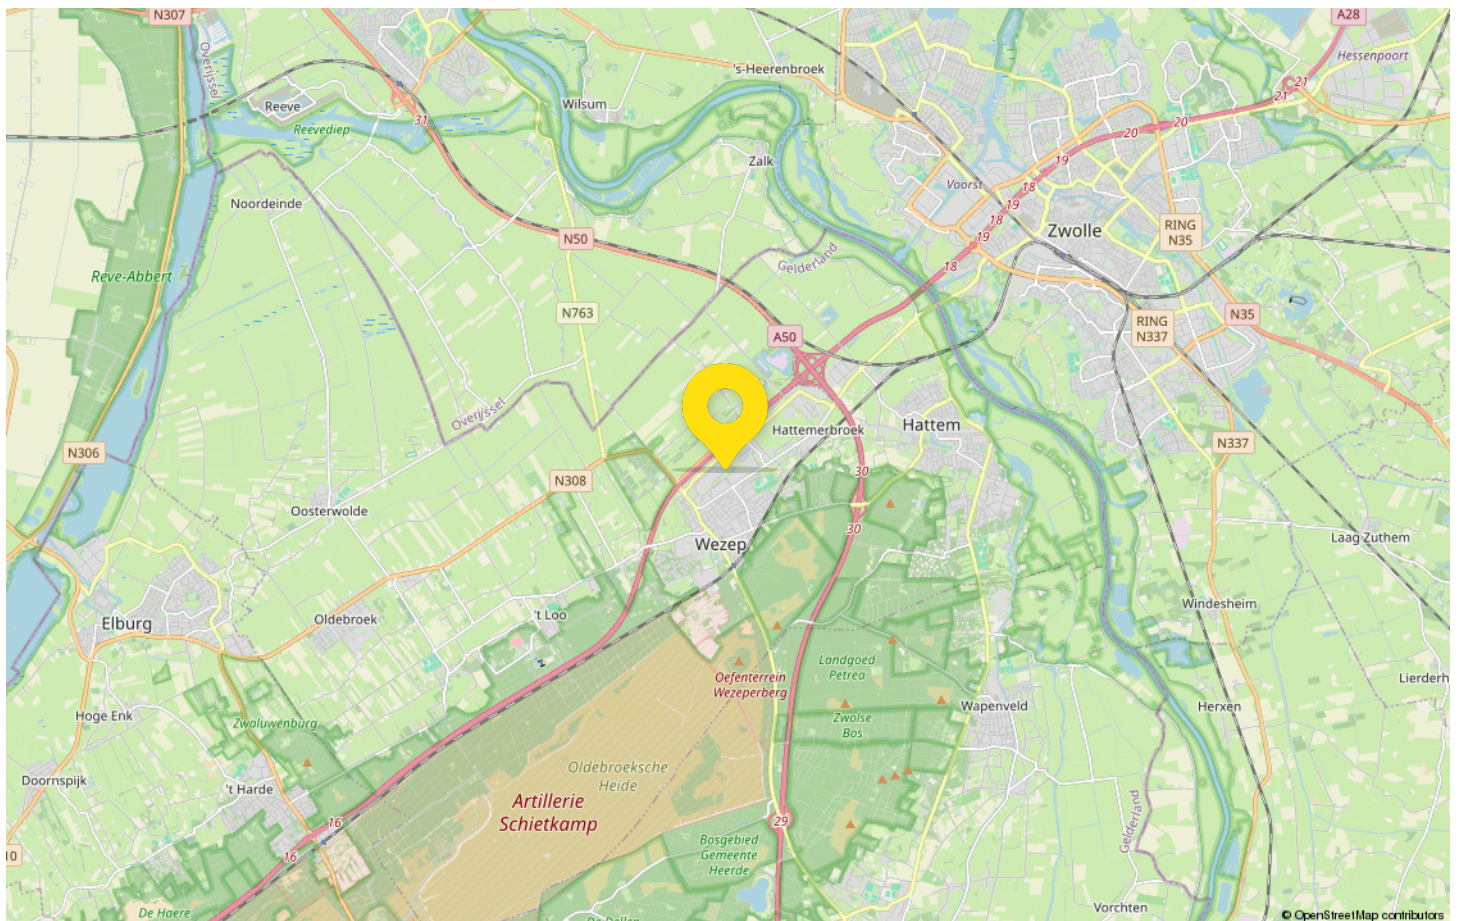 N307
A28
Hessenpoort
's-Heerenbroek
Overijssel
21
21
Reeve
Wilsum
31
Reevediep
20
20
Zalk
19
Voorst
18
19
18
19
18
Noordeinde
Zwolle
RING
N35
N50
Gelderland
Reve-Abbert
N763
N35
RING
N337
A50
Overijssel
Hattemerbroek
Hattem
N337
N306
N308
30
Oosterwolde
30
Wezep
Laag Zuthem
Windesheim
Elburg
Oldebroek
't Loo
Landgoed
Petrea
Oefenterrein
Wezeperberg
Lierderh
Hoge Enk
Zwaluwenburg
Wapenveld
Herxen
Zwolse
Bos
Doornspijk
't Harde
Oldebroeksche
Heide
Artillerie
Schietkamp
16
16
29
Gelderland
10
Bosgebied
Gemeente
Heerde
De Haere
De Dellen
Vorchten
© OpenStreetMap contributors